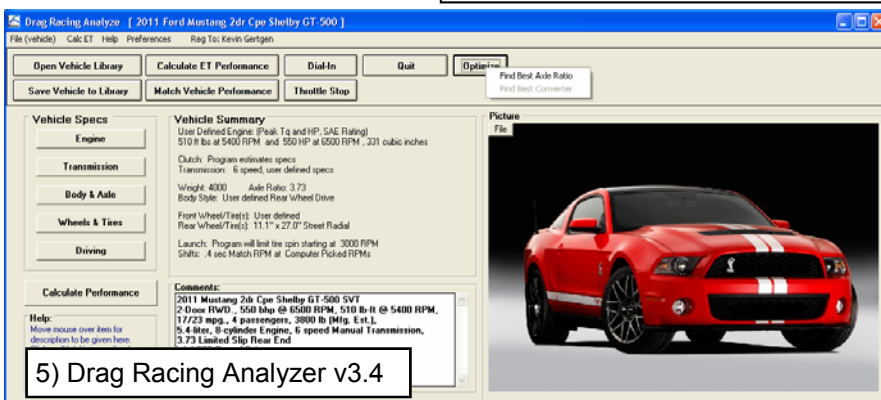 Drag Racing Analyze [ 2011 Ford Mustang 2dr Cpe Shelby GT-500 ]
File (vehicle) Calc ET Help Preferences Reg To: Kevin Gertgen
Open Vehicle Library Calculate ET Performance Dial-In Quit Optimize
Find Best Axle Ratio
Save Vehicle to Library Match Vehicle Performance Throttle Stop
Find Best Converter
Vehicle Specs
Engine
Transmission
Body & Axle
Wheels & Tires
Driving
Calculate Performance
Help:
Move mouse over item for
description to be given here.
Vehicle Summary
User Defined Engine: (Peak Tq and HP, SAE Rating)
510 ft lbs at 5400 RPM and 550 HP at 6500 RPM , 331 cubic inches
Clutch: Program estimates specs
Transmission: 6 speed, user defined specs
Weight: 4000 Axle Ratio: 3.73
Body Style: User defined Rear Wheel Drive
Front Wheel/Tire(s): User defined
Rear Wheel/Tire(s): 11.1" x 27.0" Street Radial
Launch: Program will limit tire spin starting at 3000 RPM
Shifts: .4 sec Match RPM at Computer Picked RPMs
Comments:
2011 Mustang 2dr Cpe Shelby GT-500 SVT
2-Door RWD., 550 bhp @ 6500 RPM, 510 lb-ft @ 5400 RPM,
17/23 mpg., 4 passengers, 3800 lb (Mfg. Est.),
5.4-liter, 8-cylinder Engine, 6 speed Manual Transmission,
3.73 Limited Slip Rear End
Picture
File
5) Drag Racing Analyzer v3.4